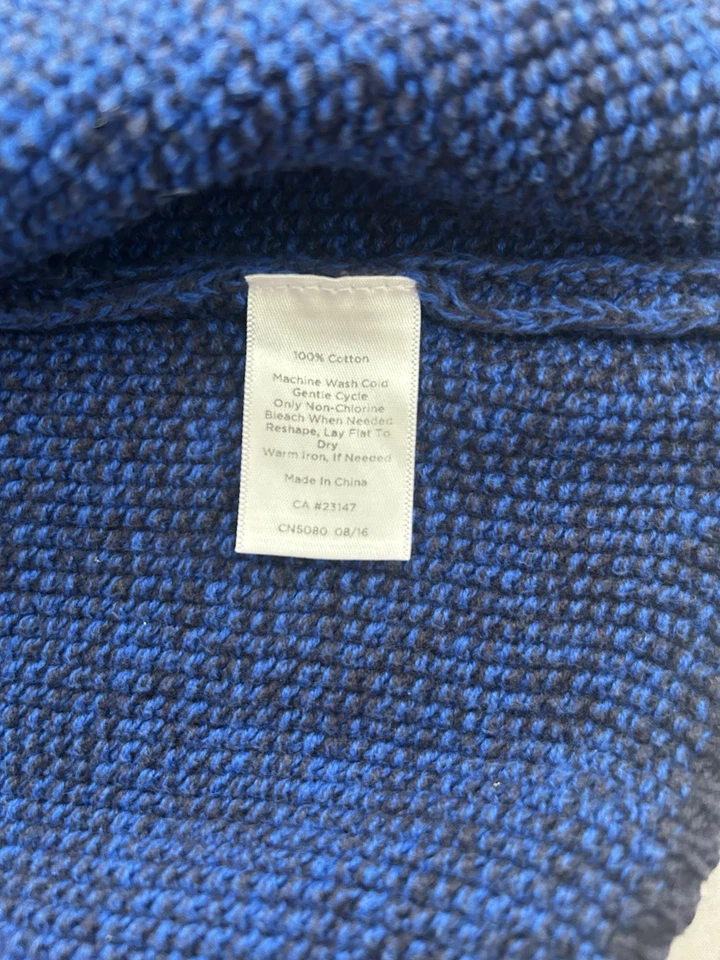 100% Cotton
Machine Wash Cold
Gentle Cycle
Only Non-Chlorine
Bleach When Needed
Reshape, Lay Flat To
Dry
Warm Iron, If Needed
Made In China
CA #23147
CN5080 08/16